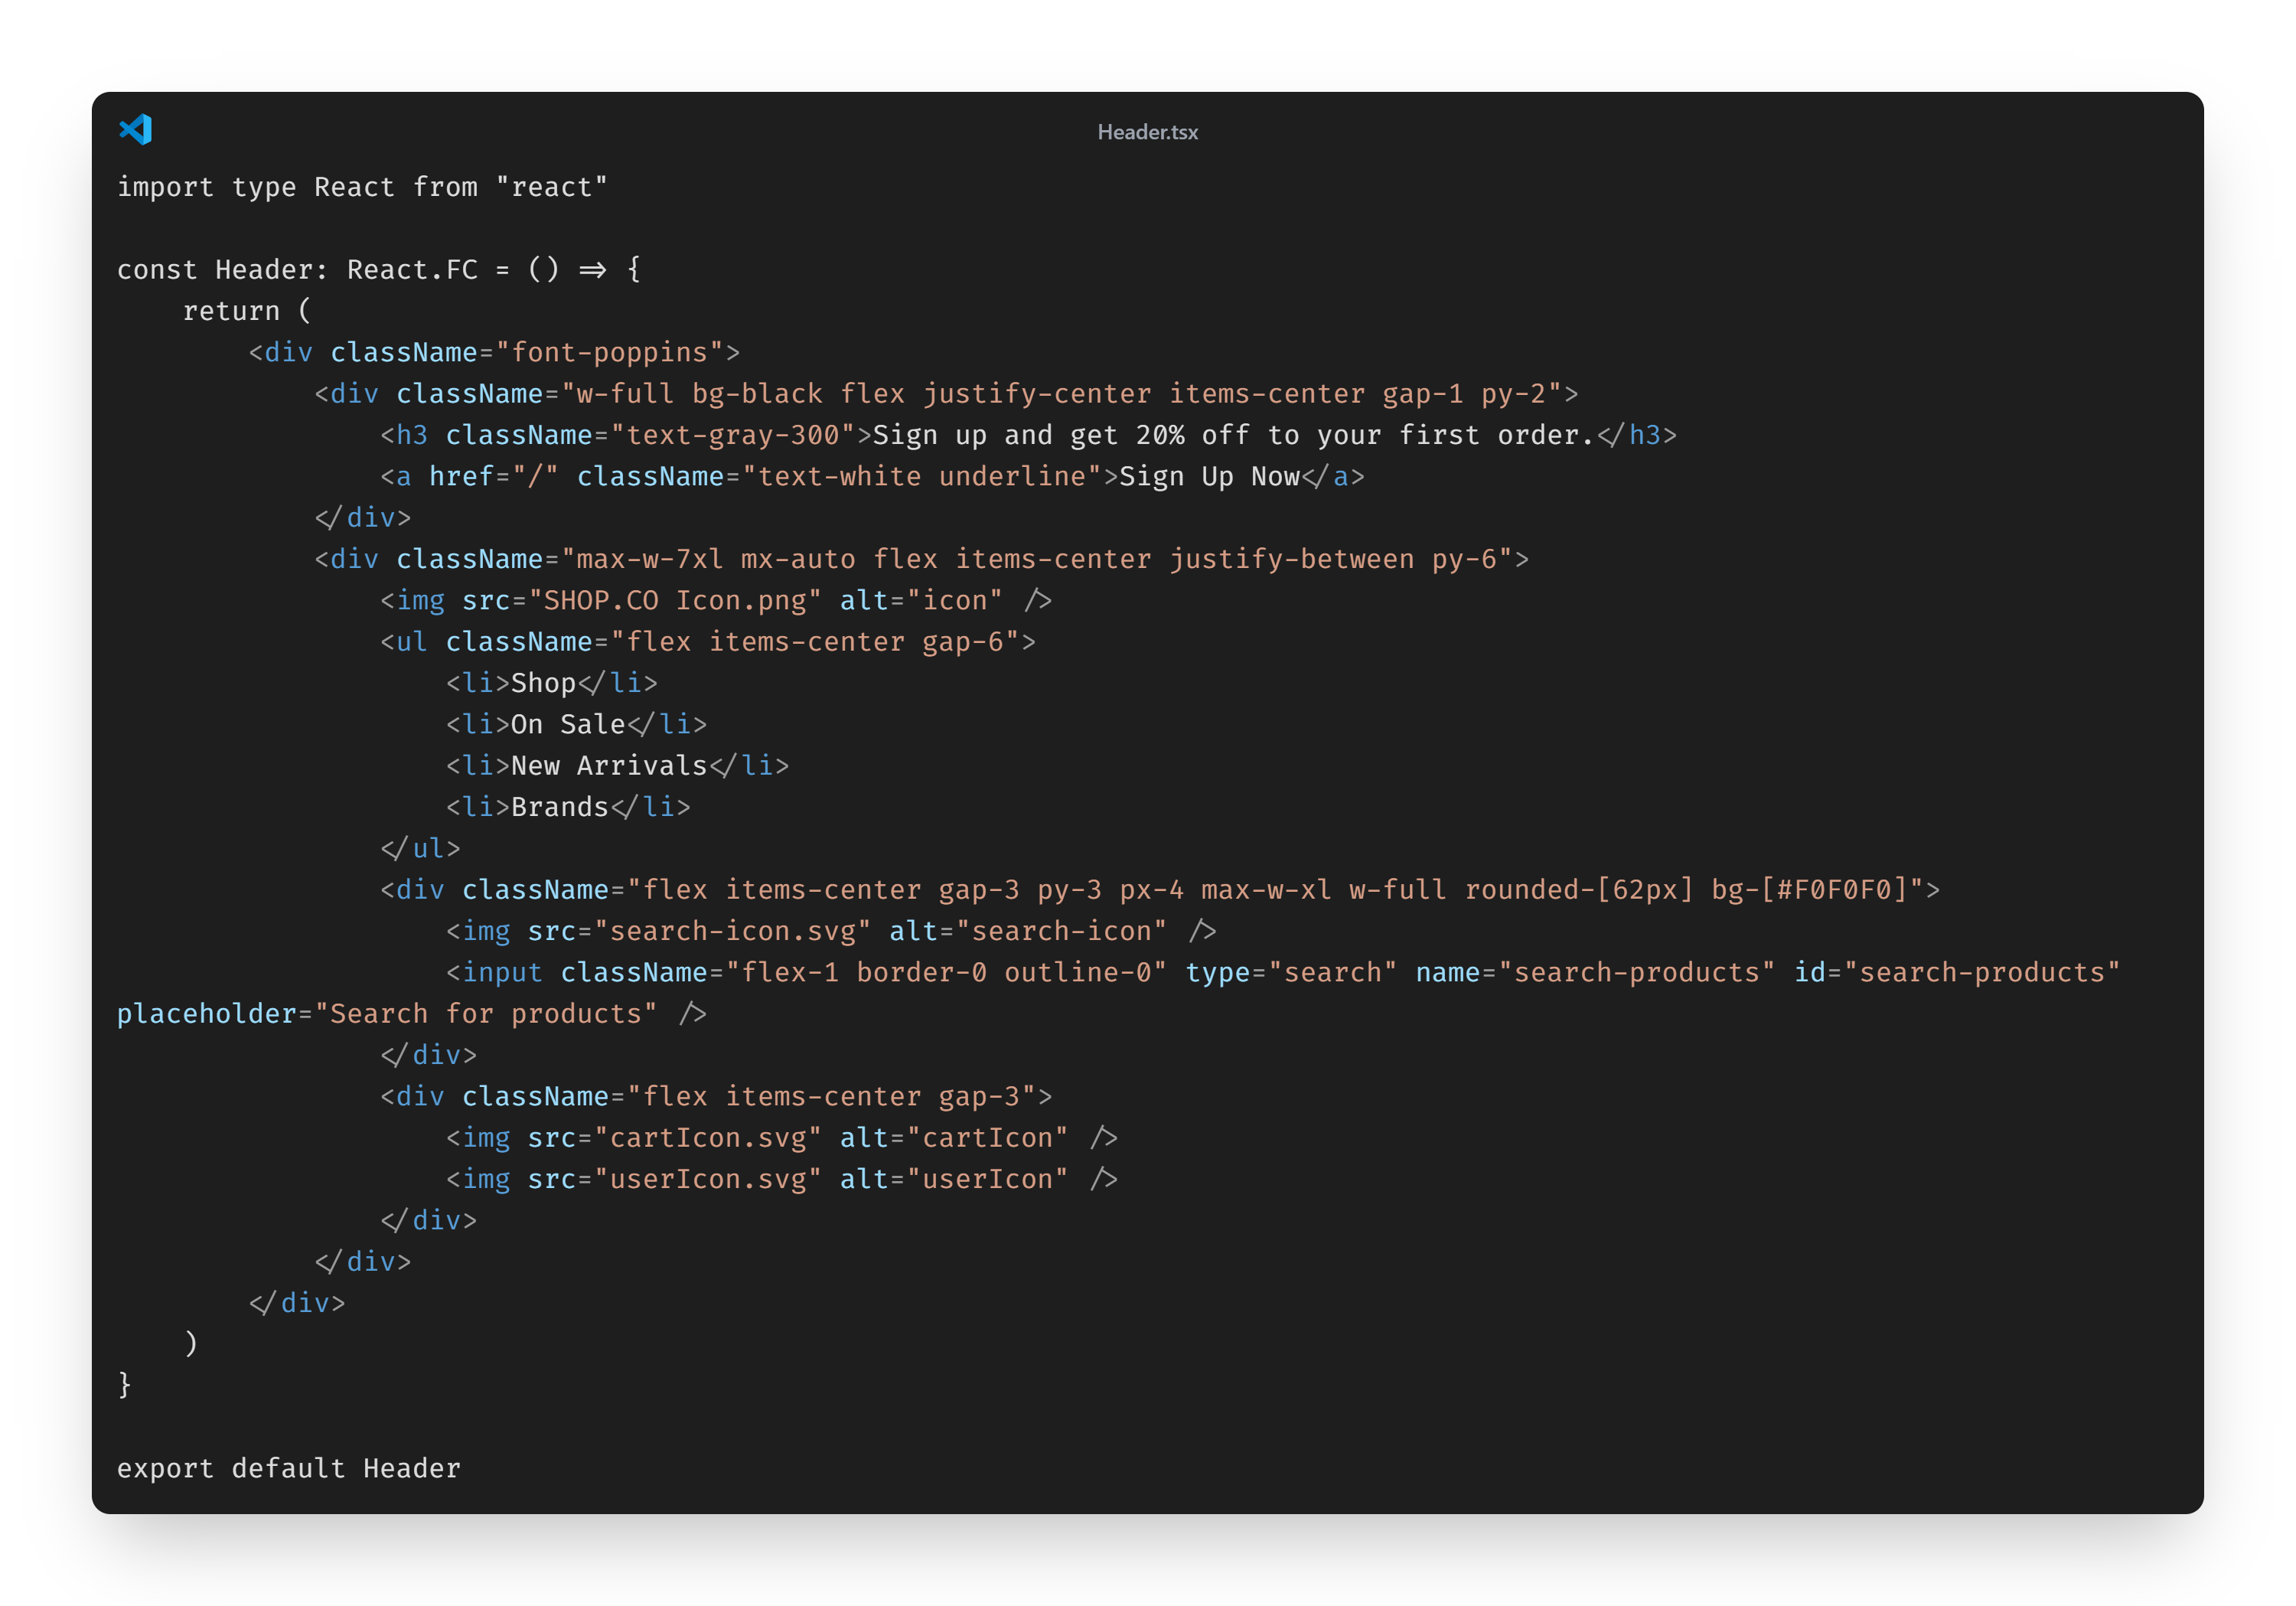 Header.tsx
import type React from "react"
const Header: React.FC = () => {
    return (
        <div className="font-poppins">
            <div className="w-full bg-black flex justify-center items-center gap-1 py-2">
                <h3 className="text-gray-300">Sign up and get 20% off to your first order.</h3>
                <a href="/" className="text-white underline">Sign Up Now</a>
            </div>
            <div className="max-w-7xl mx-auto flex items-center justify-between py-6">
                <img src="SHOP.CO Icon.png" alt="icon" />
                <ul className="flex items-center gap-6">
                    <li>Shop</li>
                    <li>On Sale</li>
                    <li>New Arrivals</li>
                    <li>Brands</li>
                </ul>
                <div className="flex items-center gap-3 py-3 px-4 max-w-xl w-full rounded-[62px] bg-[#F0F0F0]">
                    <img src="search-icon.svg" alt="search-icon" />
                    <input className="flex-1 border-0 outline-0" type="search" name="search-products" id="search-products"
placeholder="Search for products" />
                </div>
                <div className="flex items-center gap-3">
                    <img src="cartIcon.svg" alt="cartIcon" />
                    <img src="userIcon.svg" alt="userIcon" />
                </div>
            </div>
        </div>
    )
}
export default Header